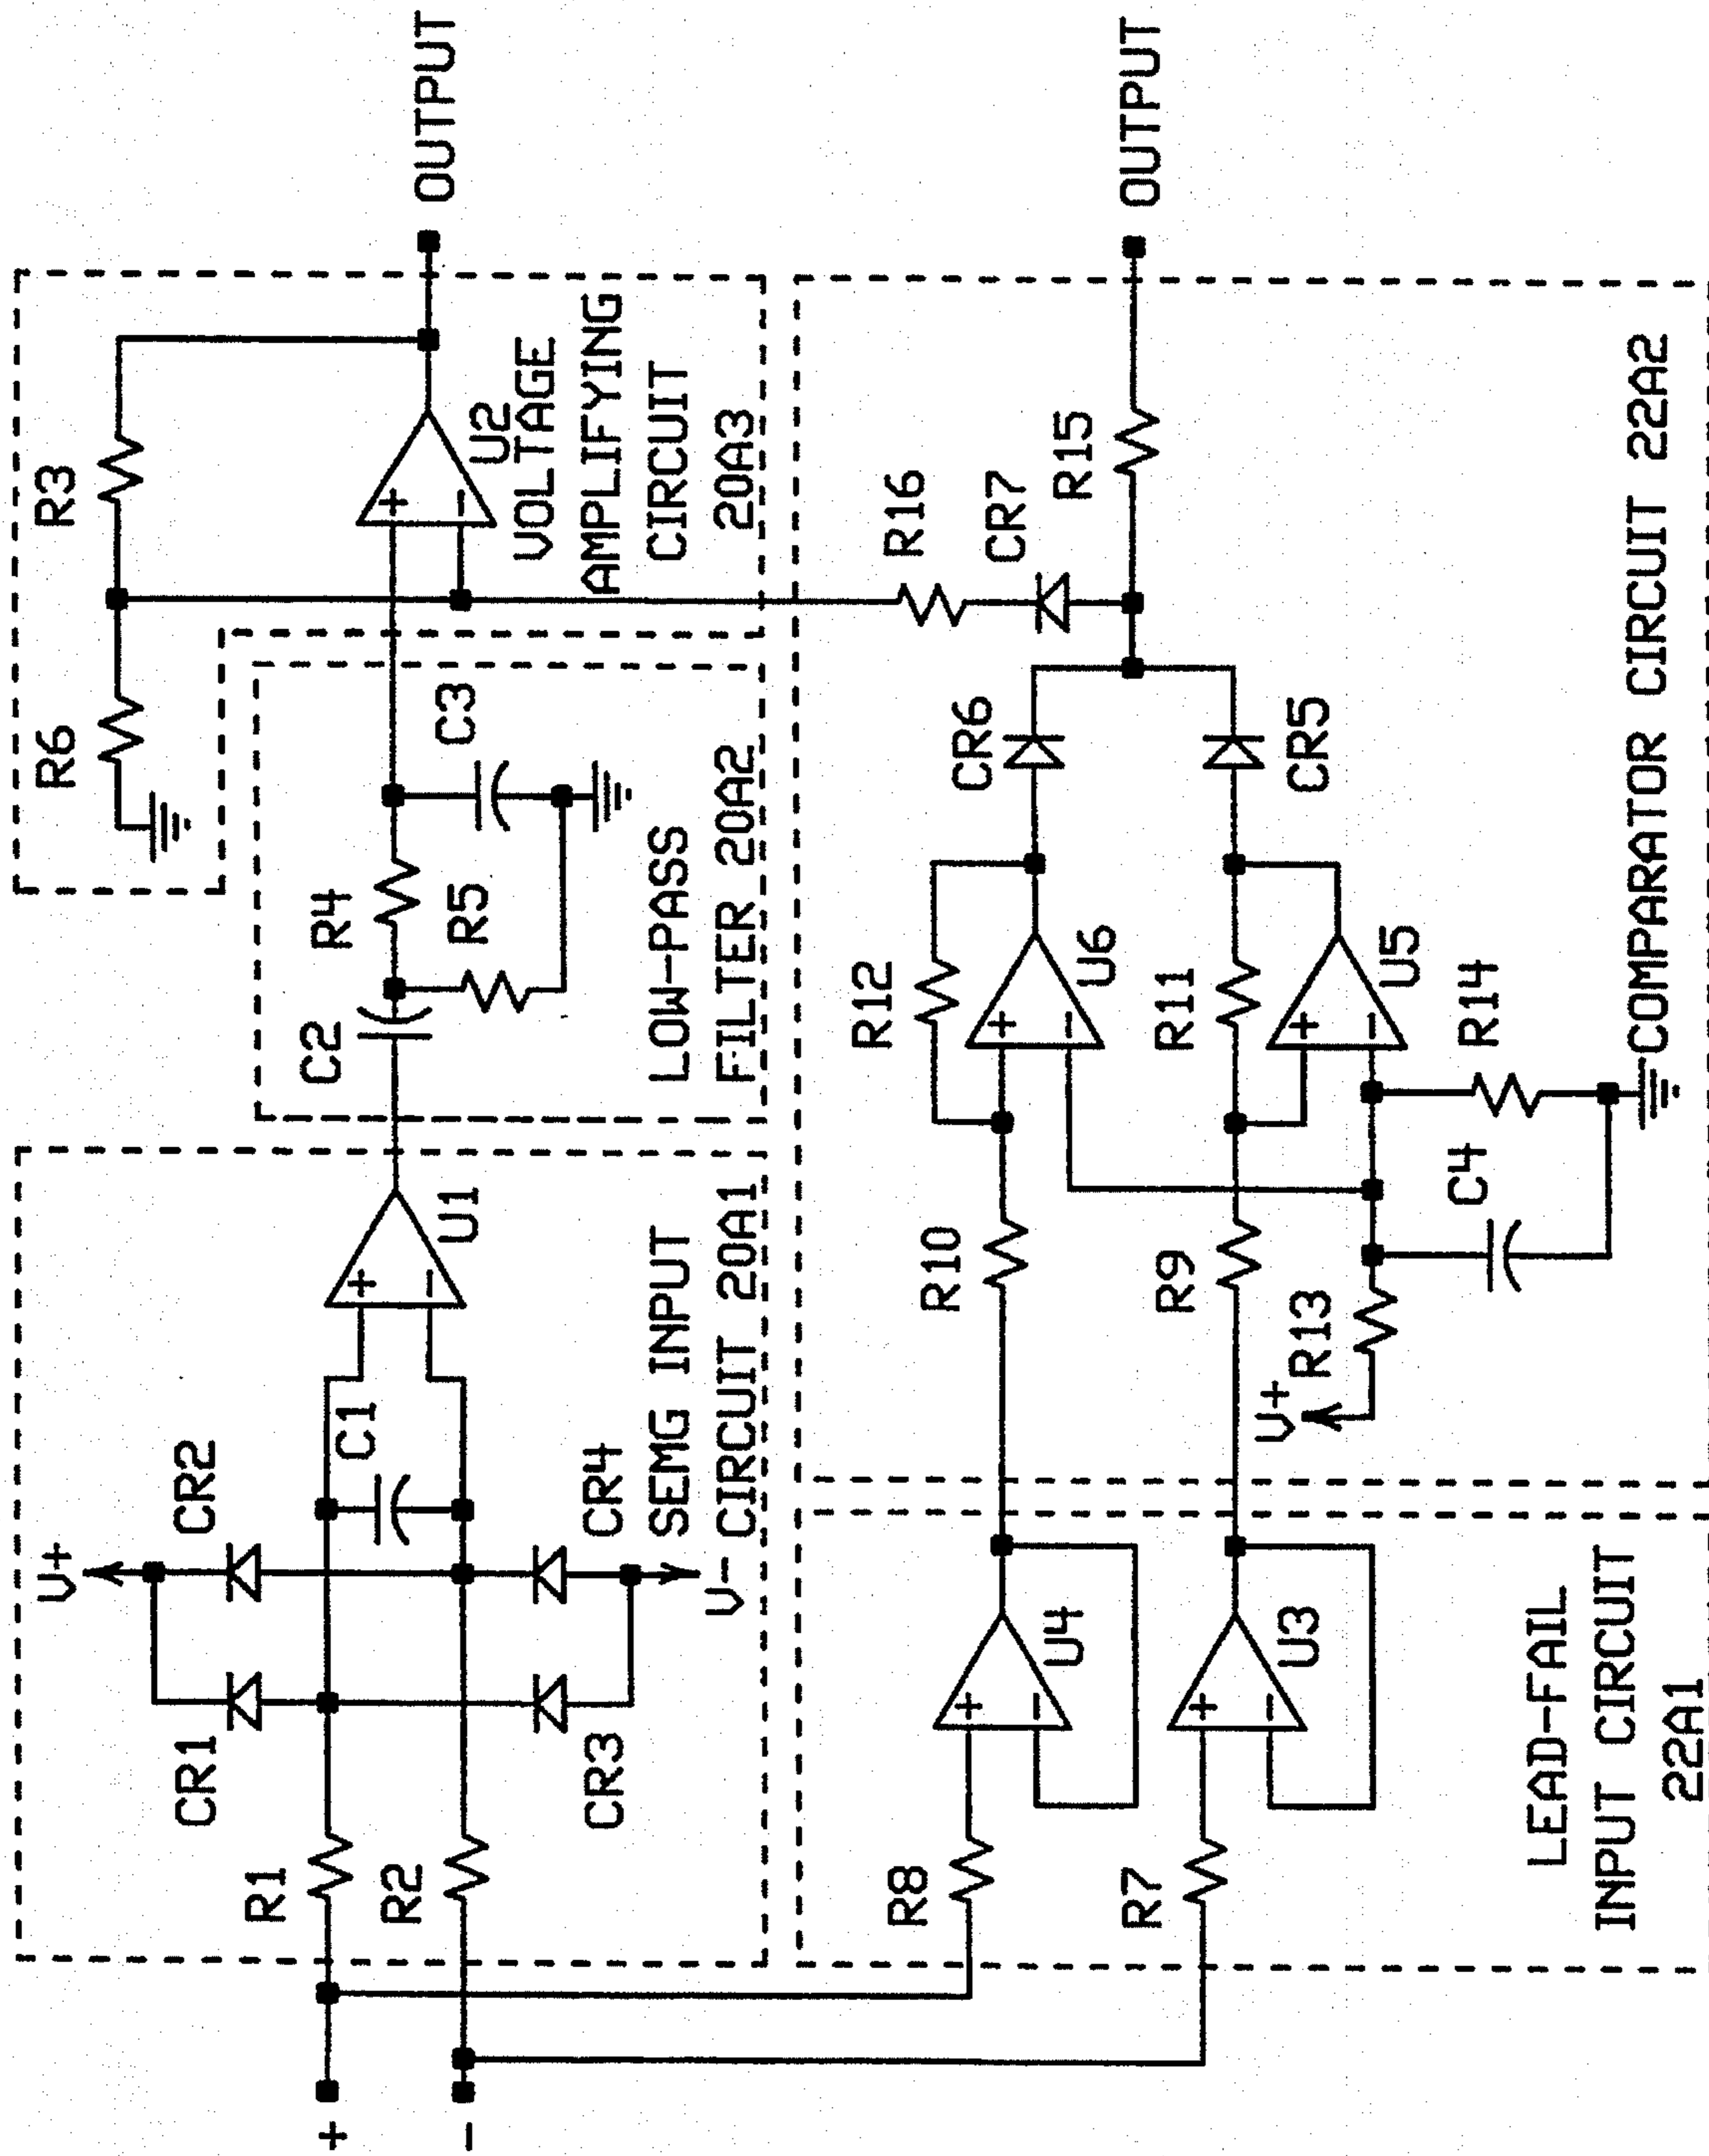 R6
R3
V+
CR1
CR2
R1
R2
C1
+
-
U1
+
-
CR3
CR4
V-
SEMG INPUT
CIRCUIT 20A1
C2
R4
R5
C3
LOW-PASS
FILTER 20A2
+
-
U2
VOLTAGE
AMPLIFYING
CIRCUIT
20A3
OUTPUT
R8
+
-
U4
R7
+
-
U3
LEAD-FAIL
INPUT CIRCUIT
22A1
R10
R12
+
-
U6
CR6
R16
CR7
R15
OUTPUT
R9
R11
+
-
U5
CR5
V+
R13
C4
R14
COMPARATOR CIRCUIT 22A2